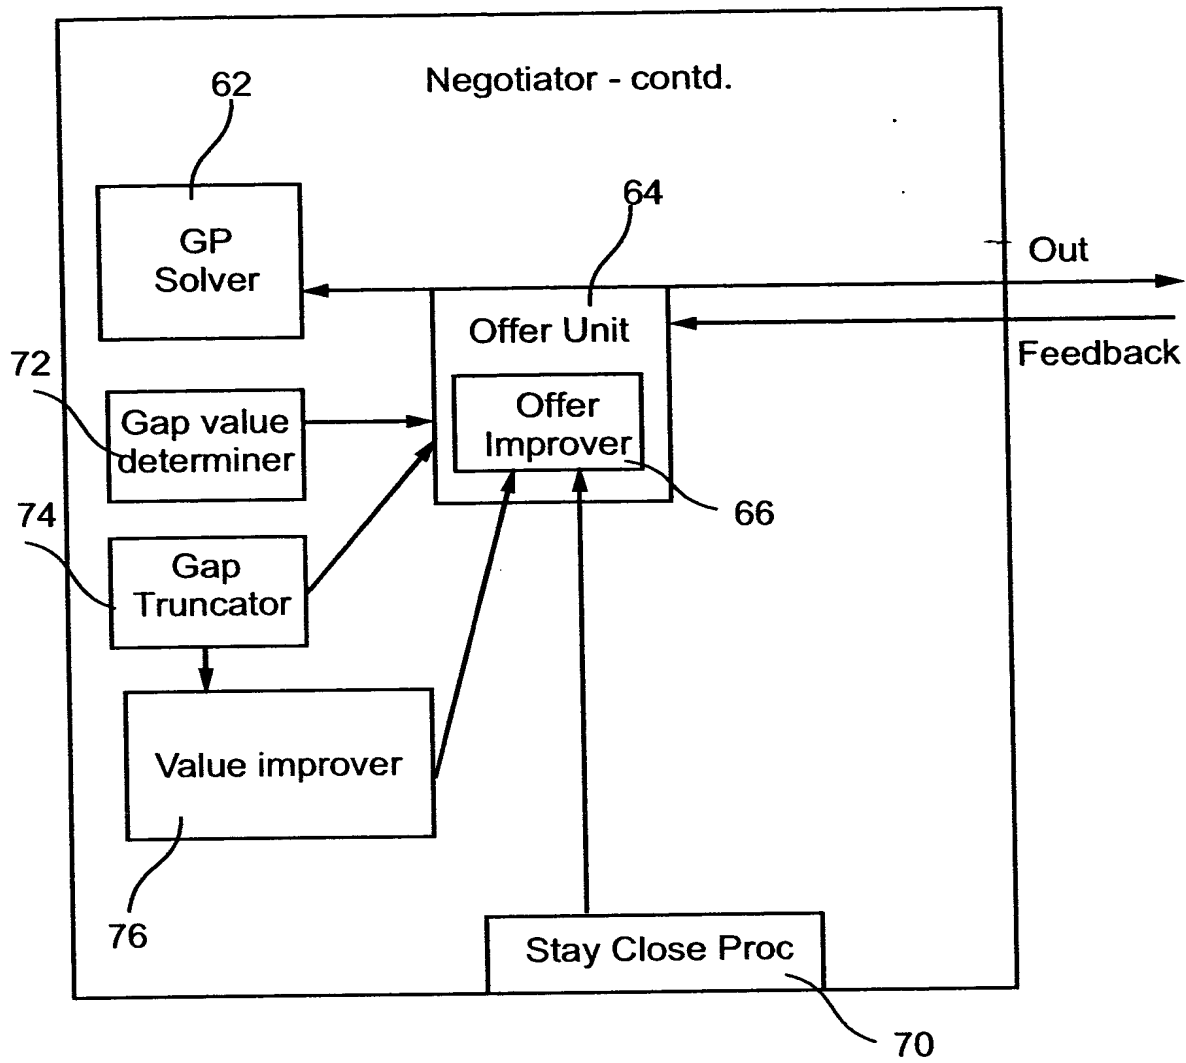 Negotiator - contd.
62
GP
Solver
64
Out
Offer Unit
Feedback
72
Gap value
determiner
Offer
Improver
66
74
Gap
Truncator
Value improver
76
Stay Close Proc
70